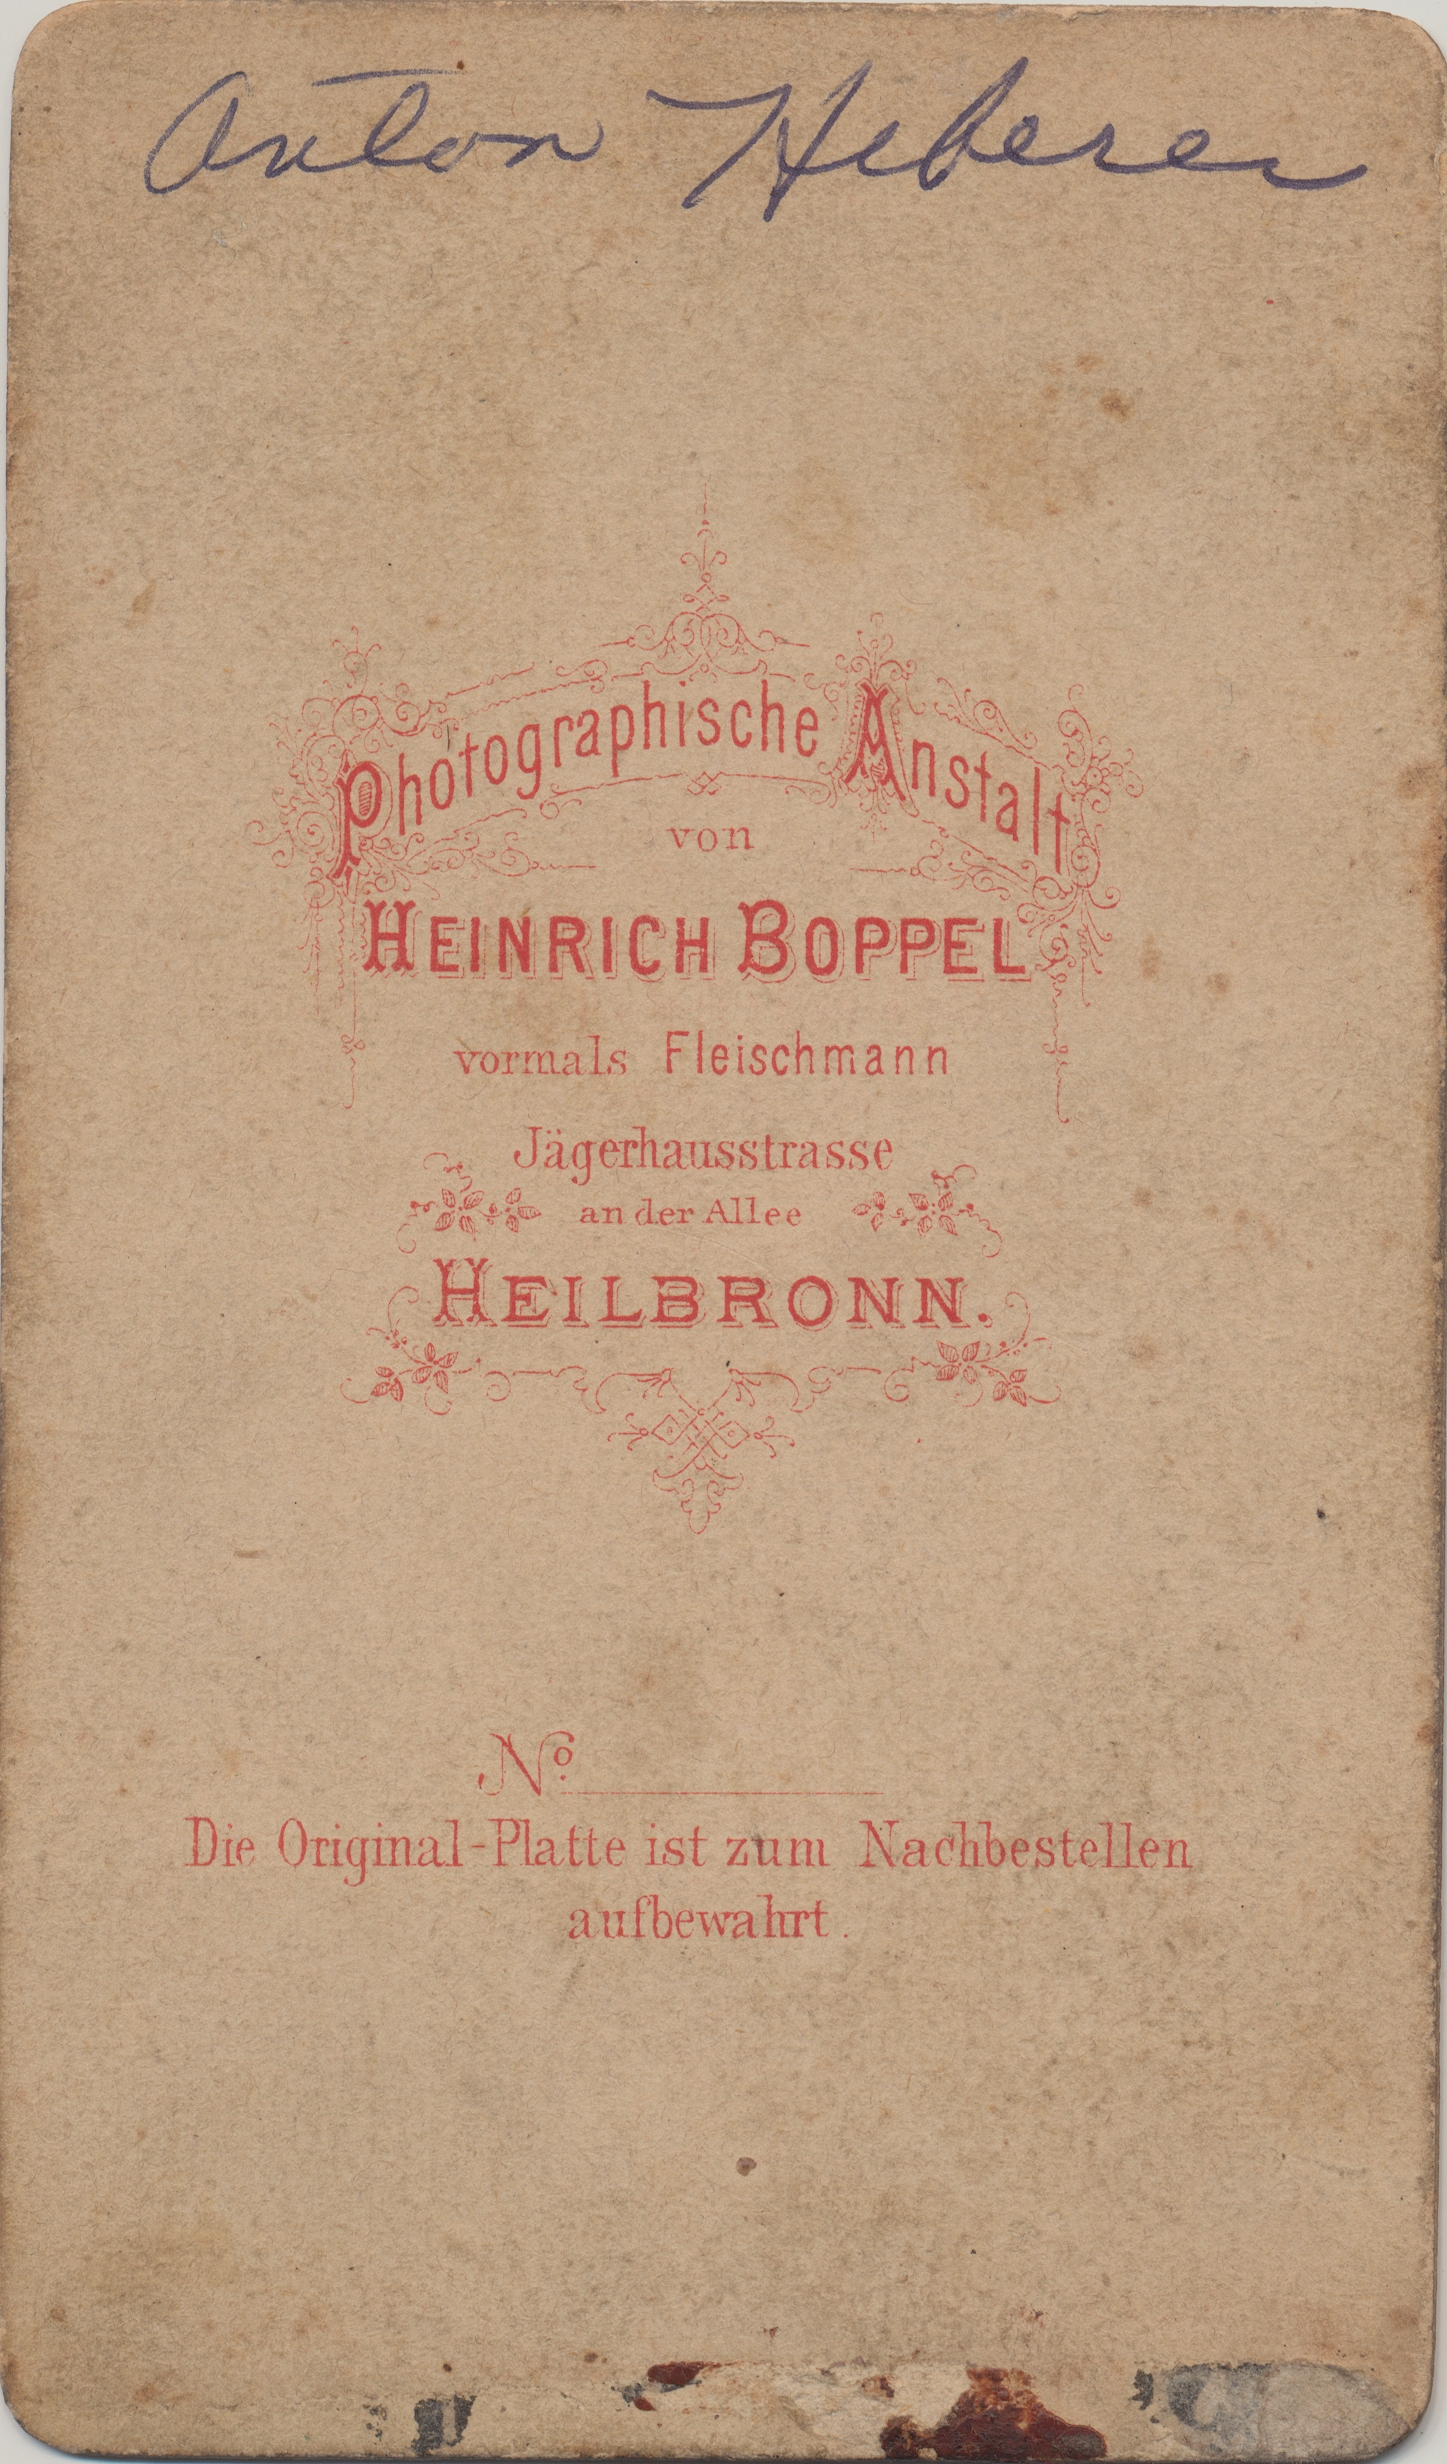 Anton Heberer
Photographische Anstalt
von
HEINRICH BOPPEL
vormals Fleischmann
Jägerhausstrasse
an der Allee
HEILBRONN.
No.
Die Original-Platte ist zum Nachbestellen
aufbewahrt.